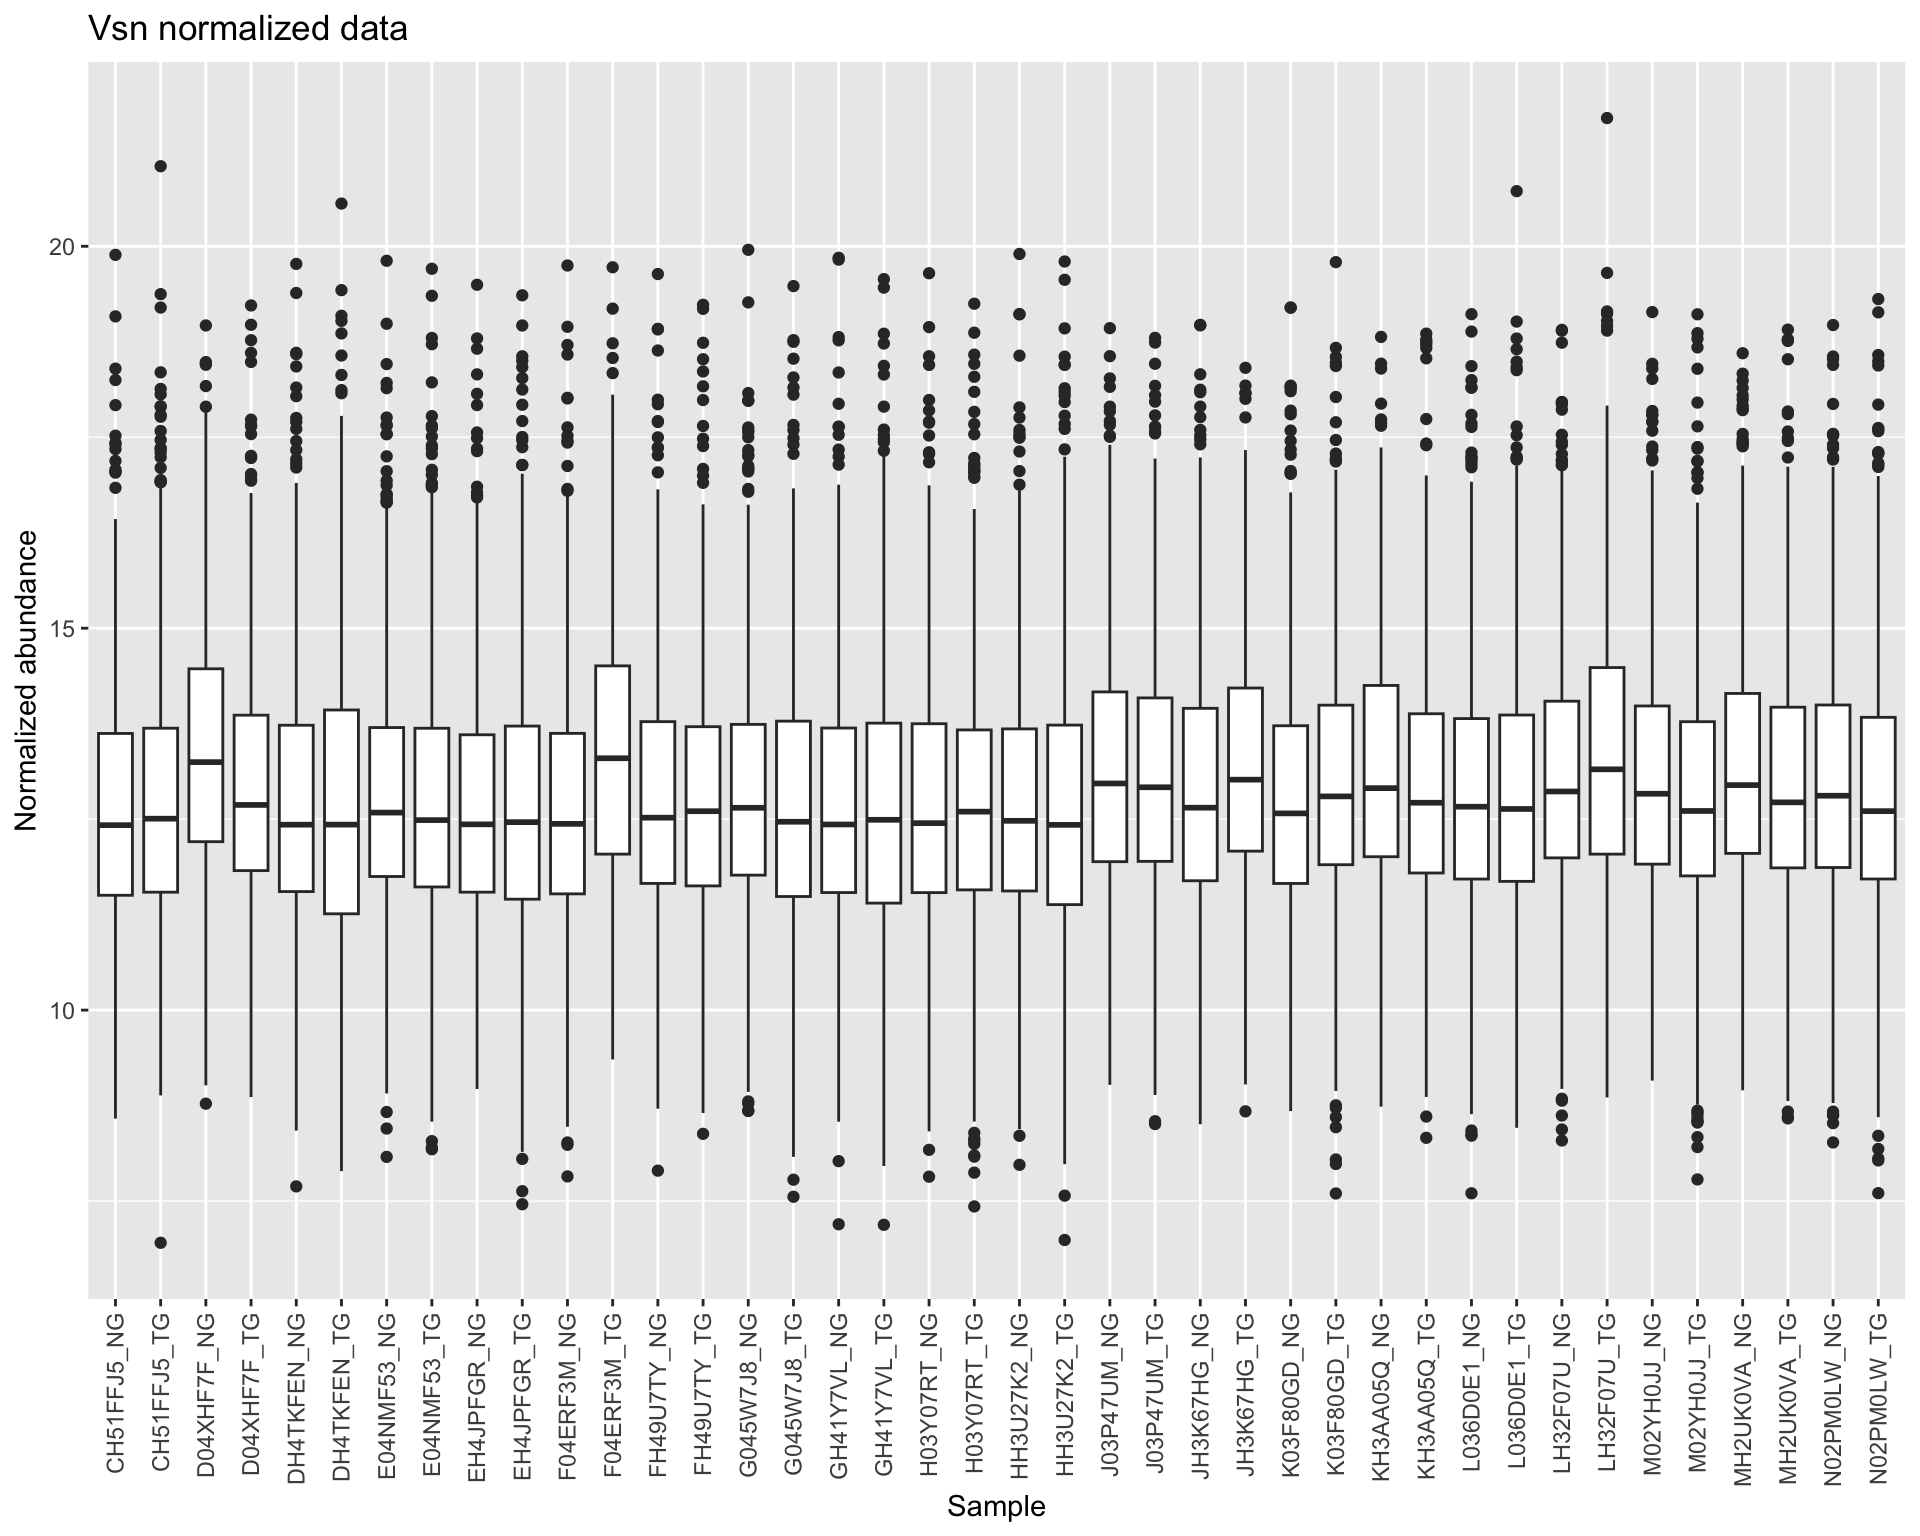 Vsn normalized data
Normalized abundance
20
15
10
CH51FFJ5_NG
CH51FFJ5_TG
D04XHF7F_NG
D04XHF7F_TG
DH4TKFEN_NG
DH4TKFEN_TG
E04NMF53_NG
E04NMF53_TG
EH4JPFGR_NG
EH4JPFGR_TG
F04ERF3M_NG
F04ERF3M_TG
FH49U7TY_NG
FH49U7TY_TG
G045W7J8_NG
G045W7J8_TG
GH41Y7VL_NG
GH41Y7VL_TG
H03Y07RT_NG
H03Y07RT_TG
HH3U27K2_NG
HH3U27K2_TG
J03P47UM_NG
J03P47UM_TG
JH3K67HG_NG
JH3K67HG_TG
K03F80GD_NG
K03F80GD_TG
KH3AA05Q_NG
KH3AA05Q_TG
L036D0E1_NG
L036D0E1_TG
LH32F07U_NG
LH32F07U_TG
M02YH0JJ_NG
M02YH0JJ_TG
MH2UK0VA_NG
MH2UK0VA_TG
N02PM0LW_NG
N02PM0LW_TG
Sample